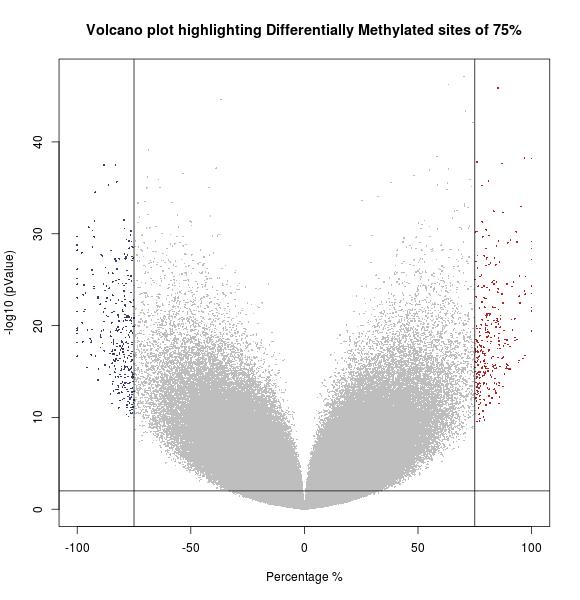 Volcano plot highlighting Differentially Methylated sites of 75%
-log10 (pValue)
40
30
20
10
0
-100 -50 0 50 100
Percentage %